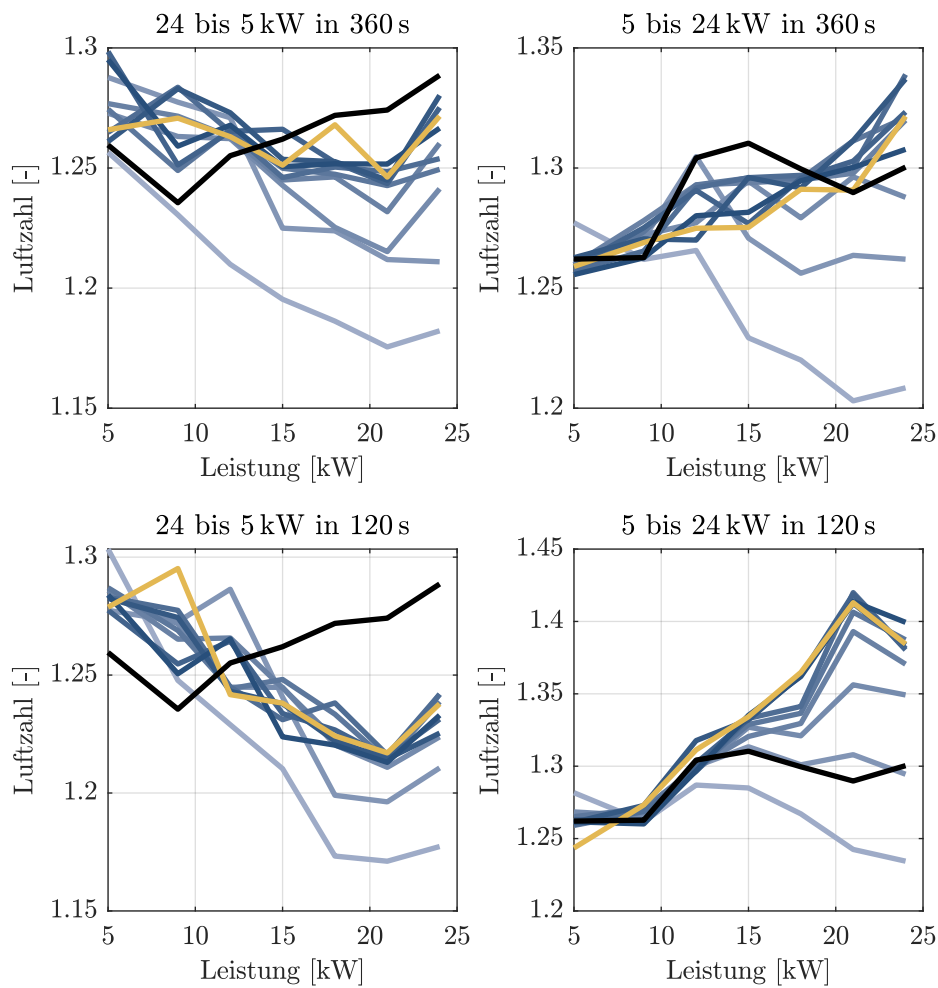 24 bis 5 kW in 360 s
1.3
1.25
1.2
1.15
Luftzahl [-]
5 10 15 20 25
Leistung [kW]
5 bis 24 kW in 360 s
1.35
1.3
1.25
1.2
Luftzahl [-]
5 10 15 20 25
Leistung [kW]
24 bis 5 kW in 120 s
1.3
1.25
1.2
1.15
Luftzahl [-]
5 10 15 20 25
Leistung [kW]
5 bis 24 kW in 120 s
1.45
1.4
1.35
1.3
1.25
1.2
Luftzahl [-]
5 10 15 20 25
Leistung [kW]